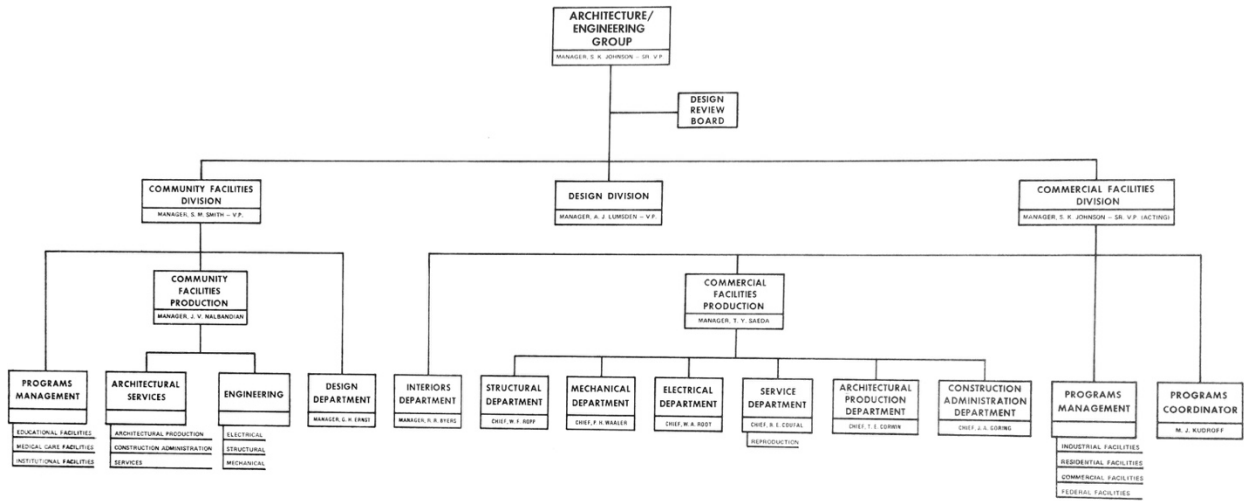 ARCHITECTURE/
ENGINEERING
GROUP
MANAGER, S. K. JOHNSON – SR. V.P.
DESIGN
REVIEW
BOARD
COMMUNITY FACILITIES
DIVISION
MANAGER, S. M. SMITH – V.P.
DESIGN DIVISION
MANAGER, A. J. LUMSDEN – V.P.
COMMERCIAL FACILITIES
DIVISION
MANAGER, S. K. JOHNSON – SR. V.P. (ACTING)
COMMUNITY
FACILITIES
PRODUCTION
MANAGER, J. V. NALBANDIAN
COMMERCIAL
FACILITIES
PRODUCTION
MANAGER, T. Y. SAEDA
PROGRAMS
MANAGEMENT
EDUCATIONAL FACILITIES
MEDICAL CARE FACILITIES
INSTITUTIONAL FACILITIES
ARCHITECTURAL
SERVICES
ARCHITECTURAL PRODUCTION
CONSTRUCTION ADMINISTRATION
SERVICES
ENGINEERING
ELECTRICAL
STRUCTURAL
MECHANICAL
DESIGN
DEPARTMENT
MANAGER, G. H. ERNST
INTERIORS
DEPARTMENT
MANAGER, R. R. BYERS
STRUCTURAL
DEPARTMENT
CHIEF, W. F. ROPP
MECHANICAL
DEPARTMENT
CHIEF, F. H. WAALER
ELECTRICAL
DEPARTMENT
CHIEF, W. A. ROOT
SERVICE
DEPARTMENT
CHIEF, R. E. COUFAL
REPRODUCTION
ARCHITECTURAL
PRODUCTION
DEPARTMENT
CHIEF, T. E. CORWIN
CONSTRUCTION
ADMINISTRATION
DEPARTMENT
CHIEF, J. A. GORING
PROGRAMS
MANAGEMENT
INDUSTRIAL FACILITIES
RESIDENTIAL FACILITIES
COMMERCIAL FACILITIES
FEDERAL FACILITIES
PROGRAMS
COORDINATOR
M. J. KUDROFF